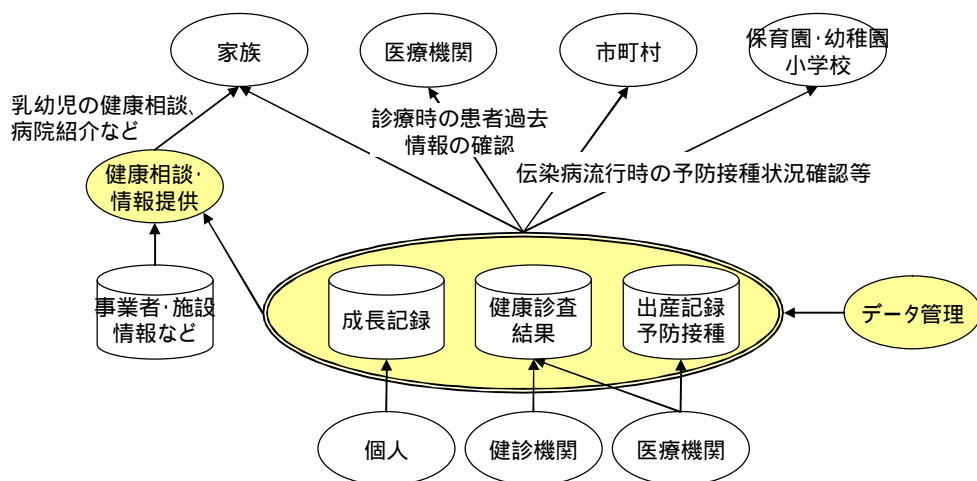 家族
医療機関
市町村
保育園・幼稚園
小学校
乳幼児の健康相談、
病院紹介など
診療時の患者過去
情報の確認
伝染病流行時の予防接種状況確認等
健康相談・
情報提供
事業者・施設
情報など
成長記録
健康診査
結果
出産記録
予防接種
データ管理
個人
健診機関
医療機関